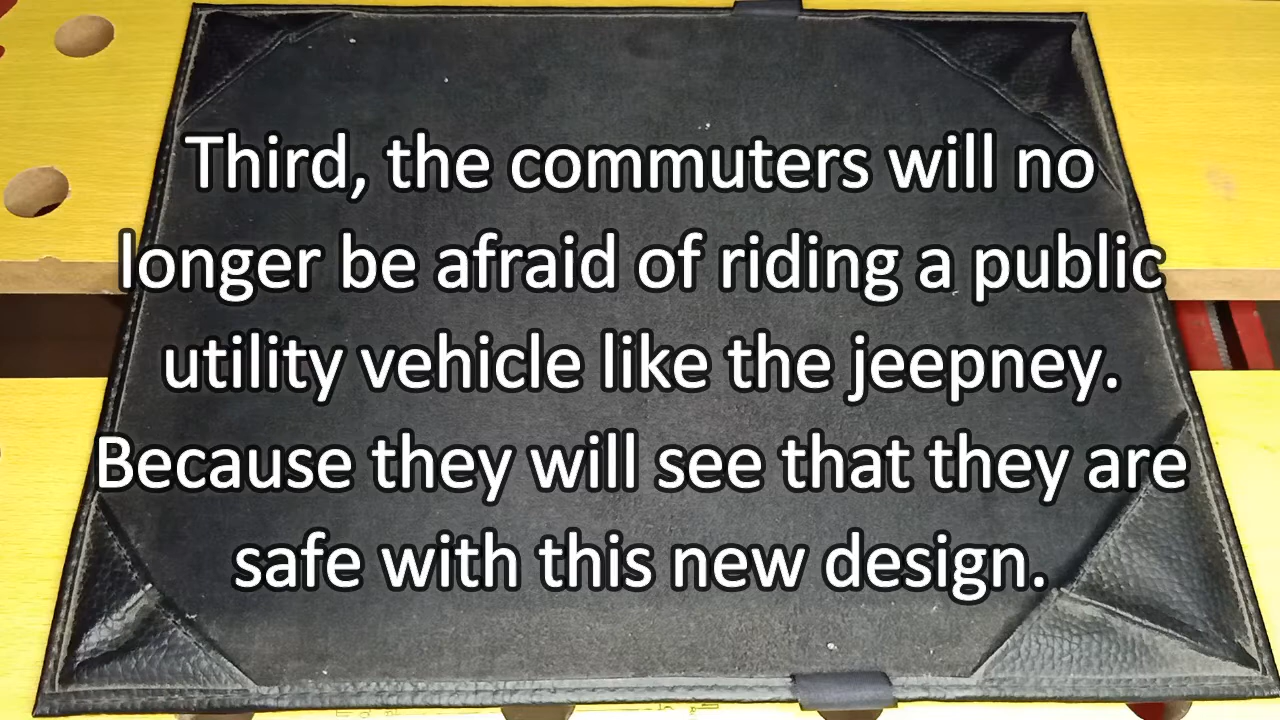 Third, the commuters will no
longer be afraid of riding a public
utility vehicle like the jeepney.
Because they will see that they are
safe with this new design.